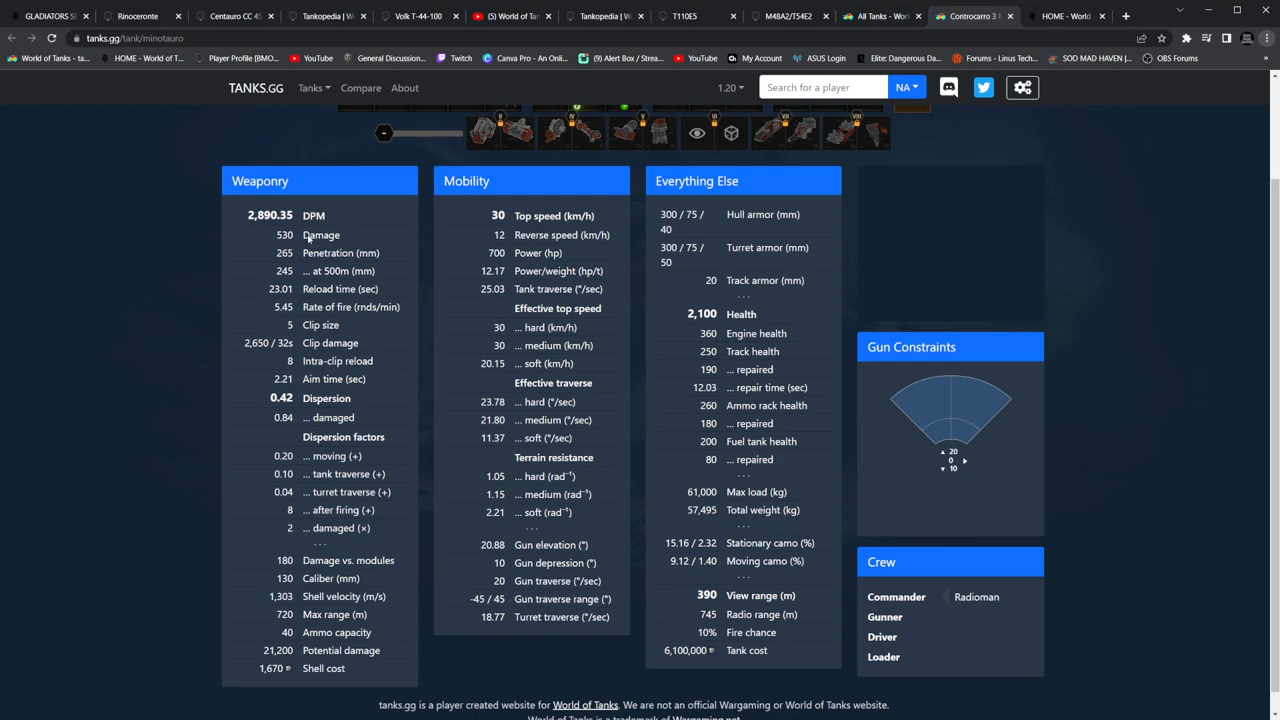 GLADIATORS SE
Rinoceronte
Centauro CC 45
Tankopedia | W
Volk T-44-100
(5) World of Tan
Tankopedia | W
T110E5
M48A2/T54E2
All Tanks - Worl
Controcarro 3 M
HOME - World
tanks.gg/tank/minotauro
World of Tanks - ta...
HOME - World of T...
Player Profile [BMO...
YouTube
General Discussion...
Twitch
Canva Pro - An Onli...
(9) Alert Box / Strea...
YouTube
My Account
ASUS Login
Elite: Dangerous Da...
Forums - Linus Tech...
SOD MAD HAVEN |...
OBS Forums
TANKS.GG
Tanks
Compare
About
1.20
Search for a player
NA
II
IV
V
VI
VII
VIII
Weaponry
2,890.35 DPM
530 Damage
265 Penetration (mm)
245 ... at 500m (mm)
23.01 Reload time (sec)
5.45 Rate of fire (rnds/min)
5 Clip size
2,650 / 32s Clip damage
8 Intra-clip reload
2.21 Aim time (sec)
0.42 Dispersion
0.84 ... damaged
Dispersion factors
0.20 ... moving (+)
0.10 ... tank traverse (+)
0.04 ... turret traverse (+)
8 ... after firing (+)
2 ... damaged (×)
...
180 Damage vs. modules
130 Caliber (mm)
1,303 Shell velocity (m/s)
720 Max range (m)
40 Ammo capacity
21,200 Potential damage
1,670 Shell cost
Mobility
30 Top speed (km/h)
12 Reverse speed (km/h)
700 Power (hp)
12.17 Power/weight (hp/t)
25.03 Tank traverse (°/sec)
Effective top speed
30 ... hard (km/h)
30 ... medium (km/h)
20.15 ... soft (km/h)
Effective traverse
23.78 ... hard (°/sec)
21.80 ... medium (°/sec)
11.37 ... soft (°/sec)
Terrain resistance
1.05 ... hard (rad⁻¹)
1.15 ... medium (rad⁻¹)
2.21 ... soft (rad⁻¹)
...
20.88 Gun elevation (°)
10 Gun depression (°)
20 Gun traverse (°/sec)
-45 / 45 Gun traverse range (°)
18.77 Turret traverse (°/sec)
Everything Else
300 / 75 / Hull armor (mm)
40
300 / 75 / Turret armor (mm)
50
20 Track armor (mm)
...
2,100 Health
360 Engine health
250 Track health
190 ... repaired
12.03 ... repair time (sec)
260 Ammo rack health
180 ... repaired
200 Fuel tank health
80 ... repaired
...
61,000 Max load (kg)
57,495 Total weight (kg)
...
15.16 / 2.32 Stationary camo (%)
9.12 / 1.40 Moving camo (%)
...
390 View range (m)
745 Radio range (m)
10% Fire chance
6,100,000 Tank cost
Gun Constraints
▲ 20
0 ▶
▼ 10
Crew
Commander Radioman
Gunner
Driver
Loader
tanks.gg is a player created website for World of Tanks. We are not an official Wargaming or World of Tanks website.
World of Tanks is a trademark of Wargaming.net.